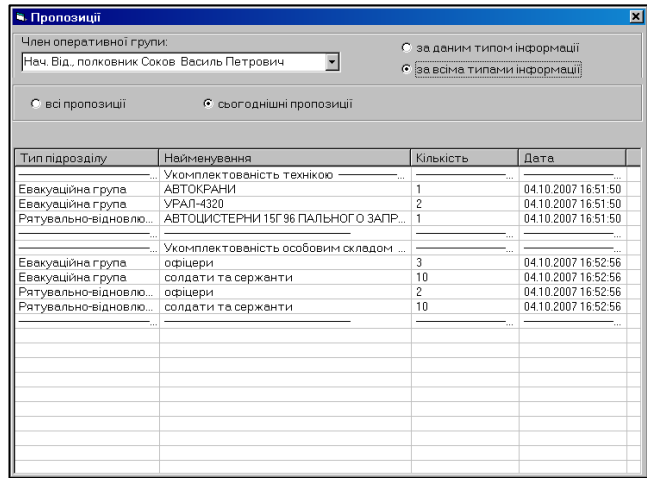 Пропозиції
Член оперативної групи:
Нач. Від., полковник Соков Василь Петрович
за даним типом інформації
за всіма типами інформації
всі пропозиції
сьогоднішні пропозиції
Тип підрозділу Найменування Кількість Дата
Укомплектованість технікою
Евакуаційна група АВТОКРАНИ 1 04.10.2007 16:51:50
Евакуаційна група УРАЛ-4320 2 04.10.2007 16:51:50
Рятувально-відновлю... АВТОЦИСТЕРНИ 15Г96 ПАЛЬНОГО ЗАПР... 1 04.10.2007 16:51:50
Укомплектованість особовим складом ...
Евакуаційна група офіцери 3 04.10.2007 16:52:56
Евакуаційна група солдати та сержанти 10 04.10.2007 16:52:56
Рятувально-відновлю... офіцери 2 04.10.2007 16:52:56
Рятувально-відновлю... солдати та сержанти 10 04.10.2007 16:52:56